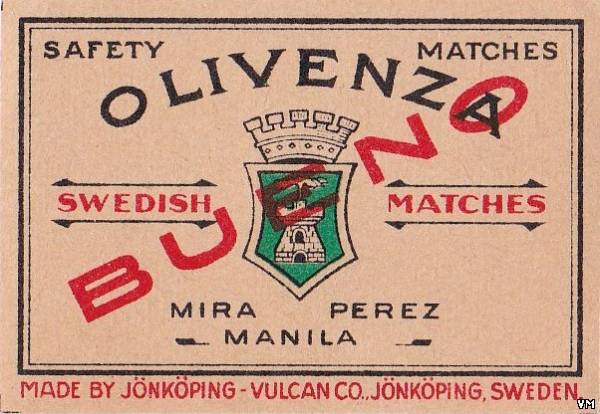 SAFETY MATCHES
OLIVENZA
BUENO
SWEDISH MATCHES
MIRA PEREZ
MANILA
MADE BY JÖNKÖPING-VULCAN CO., JÖNKÖPING, SWEDEN.
VM